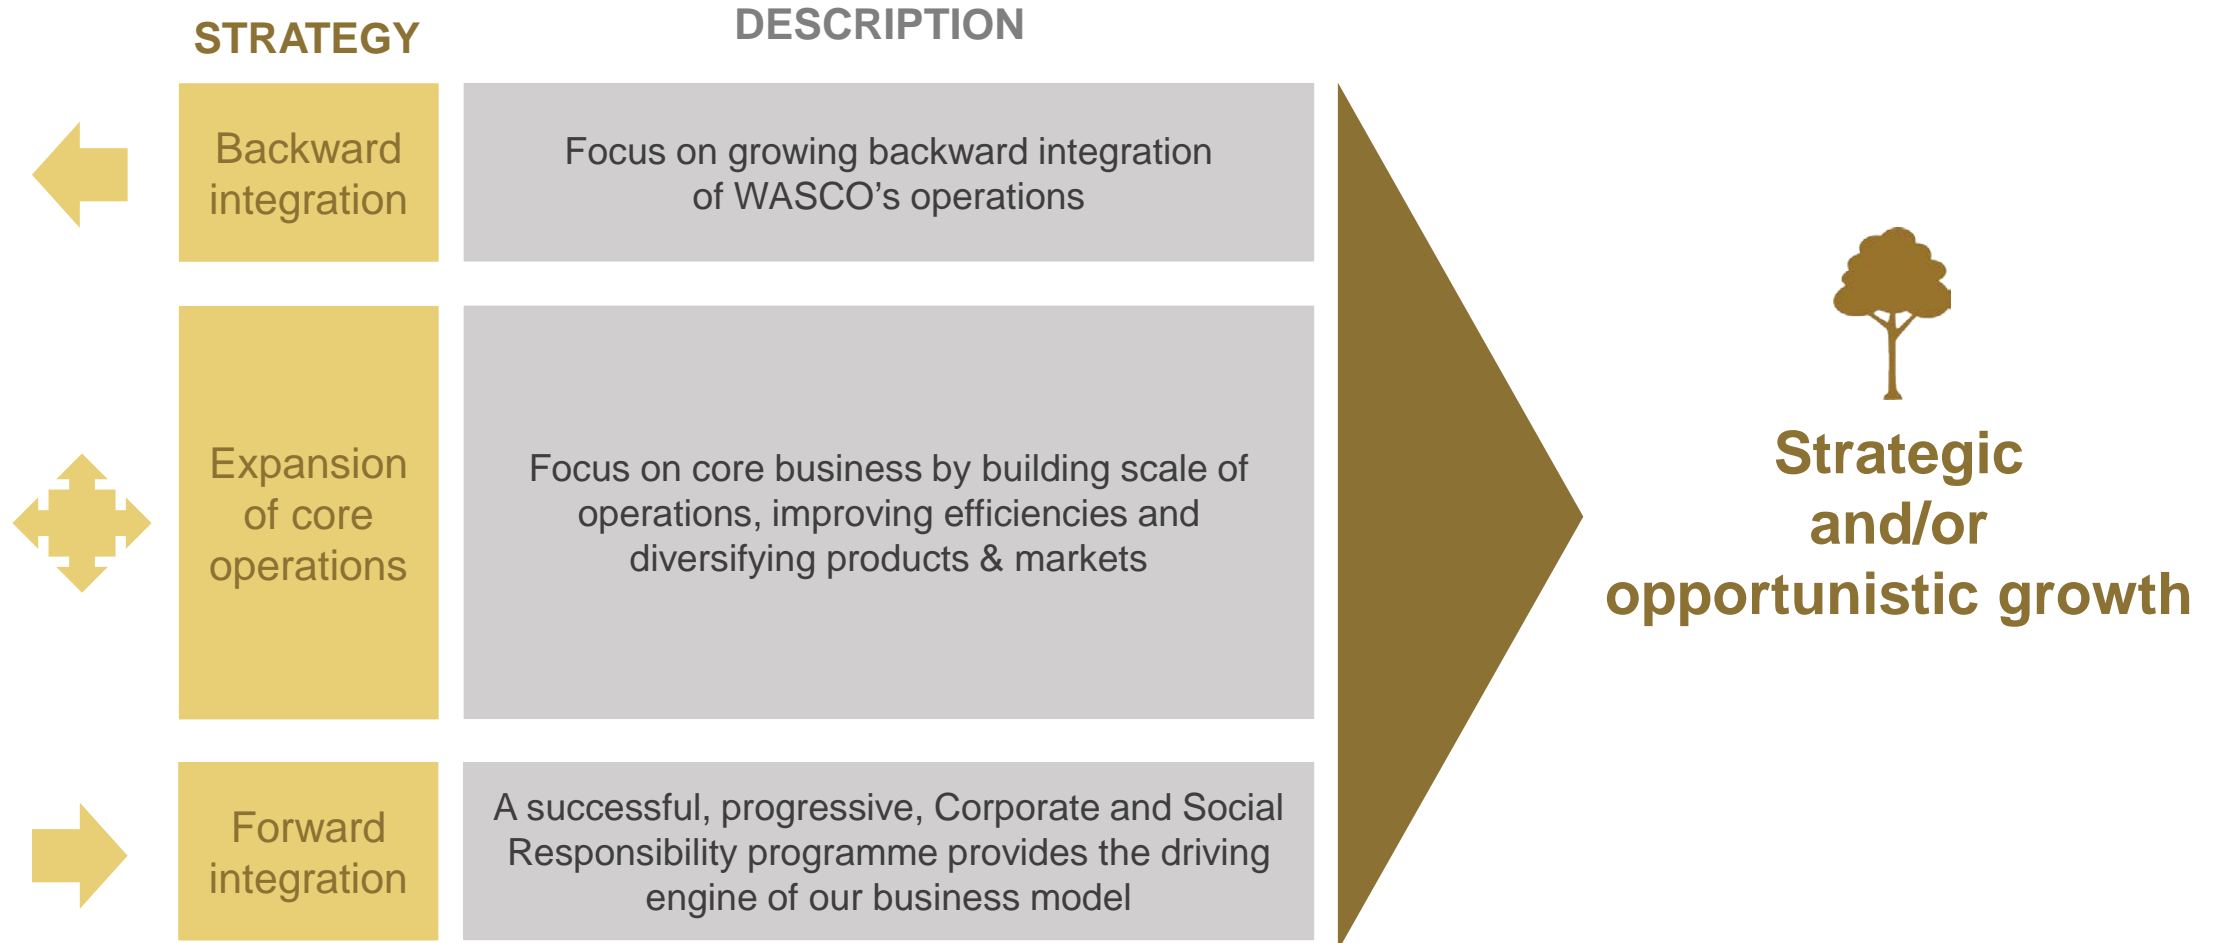 STRATEGY
DESCRIPTION
Backward
integration
Focus on growing backward integration
of WASCO’s operations
Expansion
of core
operations
Focus on core business by building scale of
operations, improving efficiencies and
diversifying products & markets
Forward
integration
A successful, progressive, Corporate and Social
Responsibility programme provides the driving
engine of our business model
Strategic
and/or
opportunistic growth